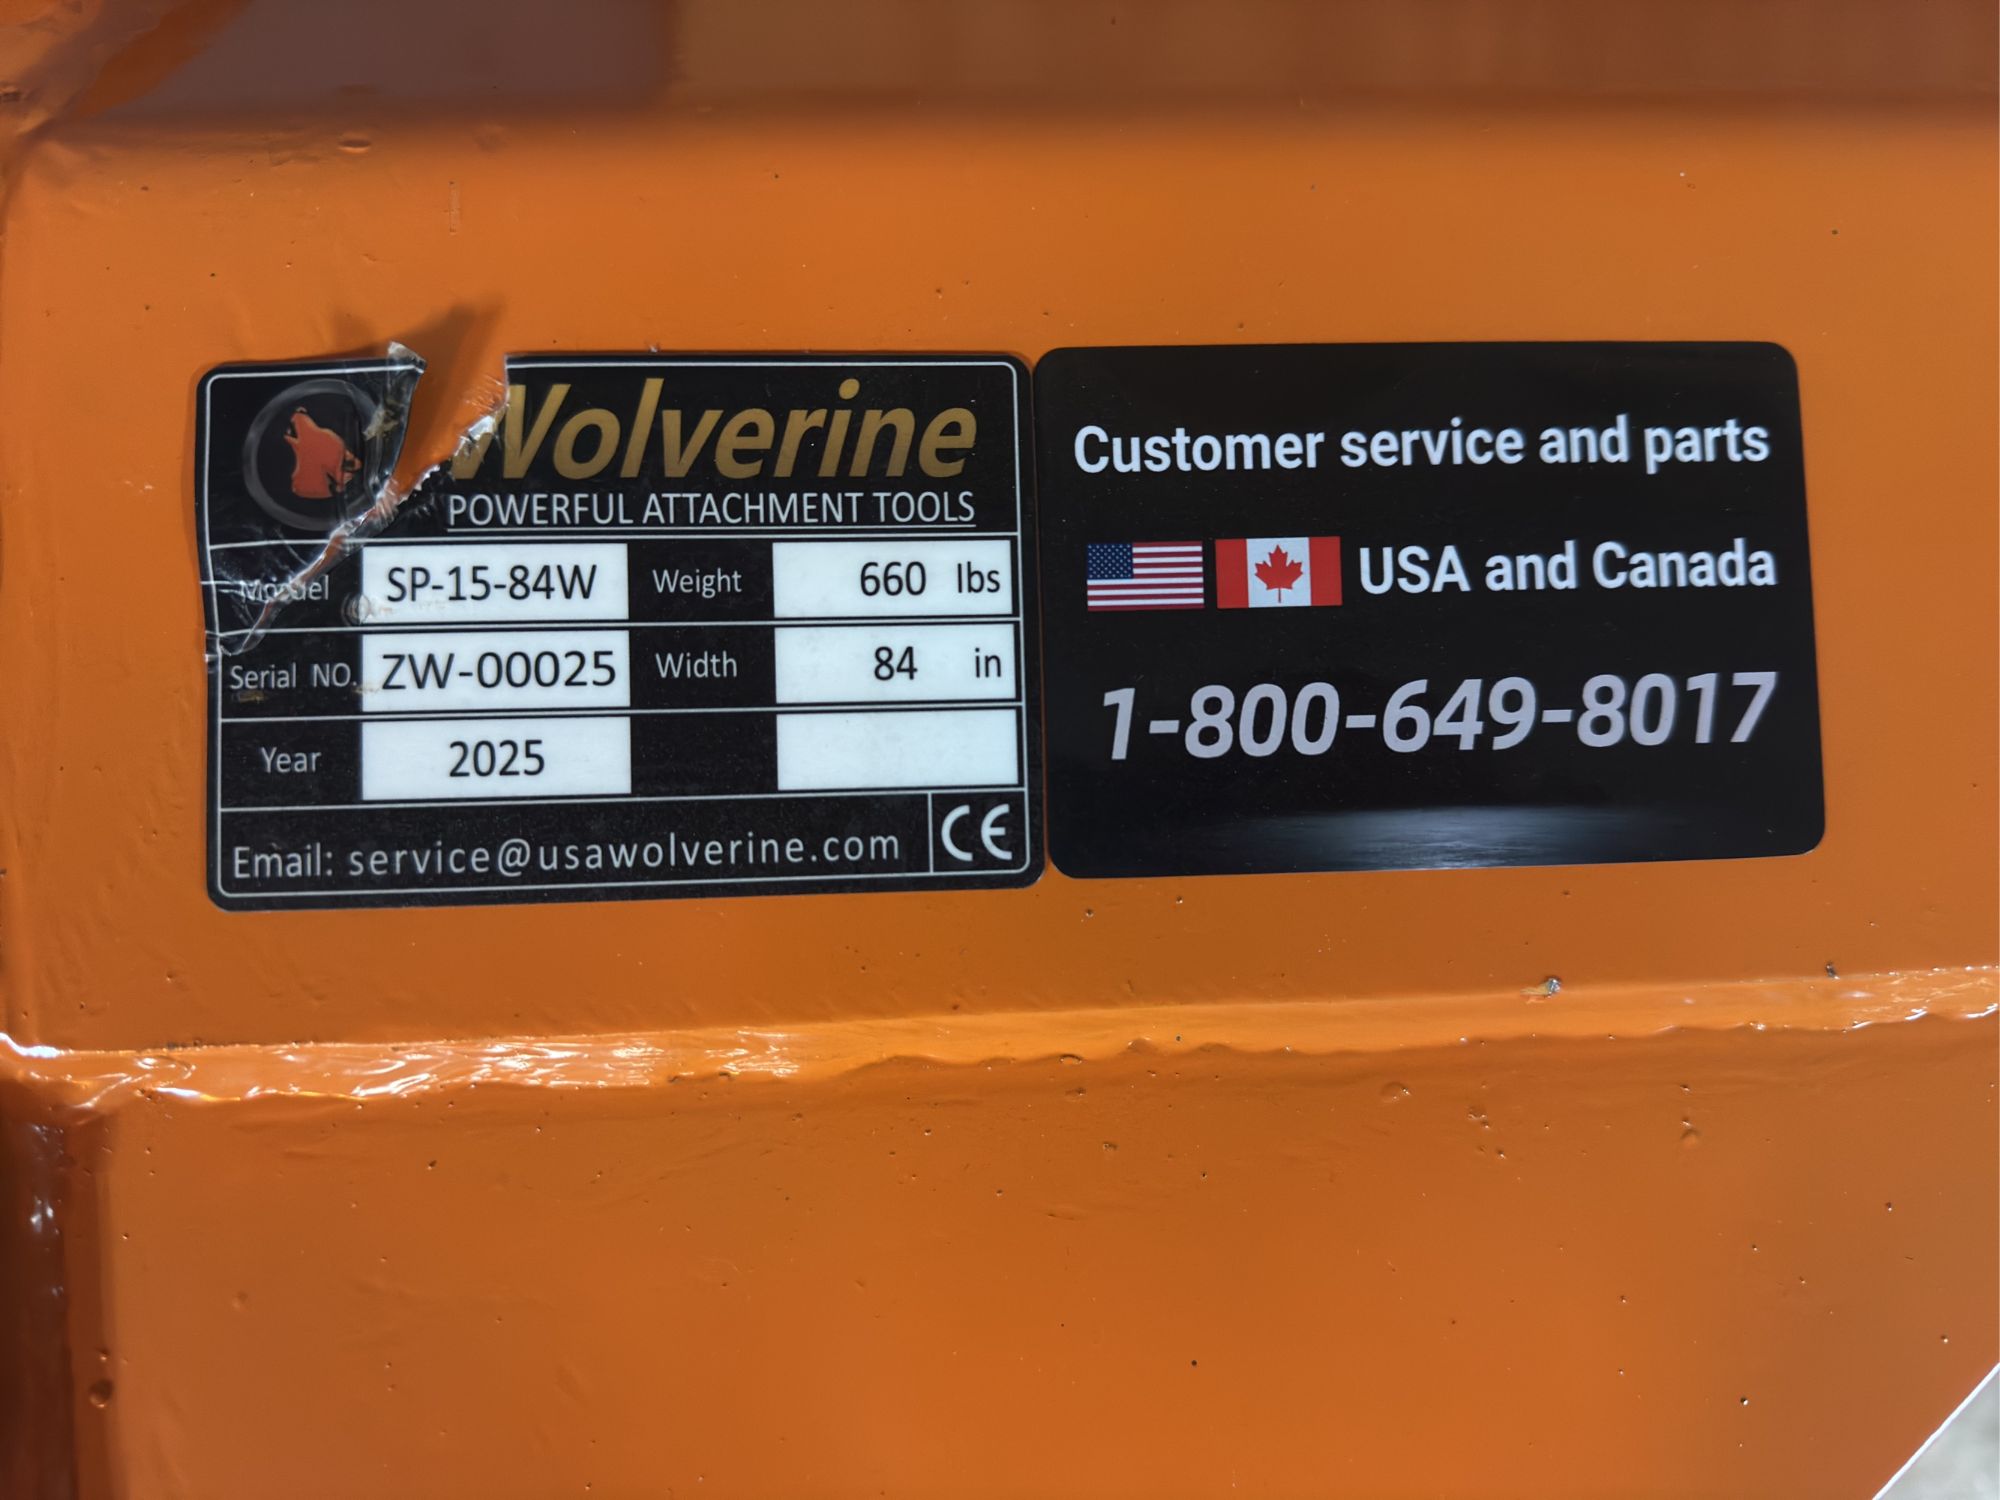 Wolverine
POWERFUL ATTACHMENT TOOLS
Model SP-15-84W Weight 660 lbs
Serial NO. ZW-00025 Width 84 in
Year 2025
Email: service@usawolverine.com CE
Customer service and parts
USA and Canada
1-800-649-8017